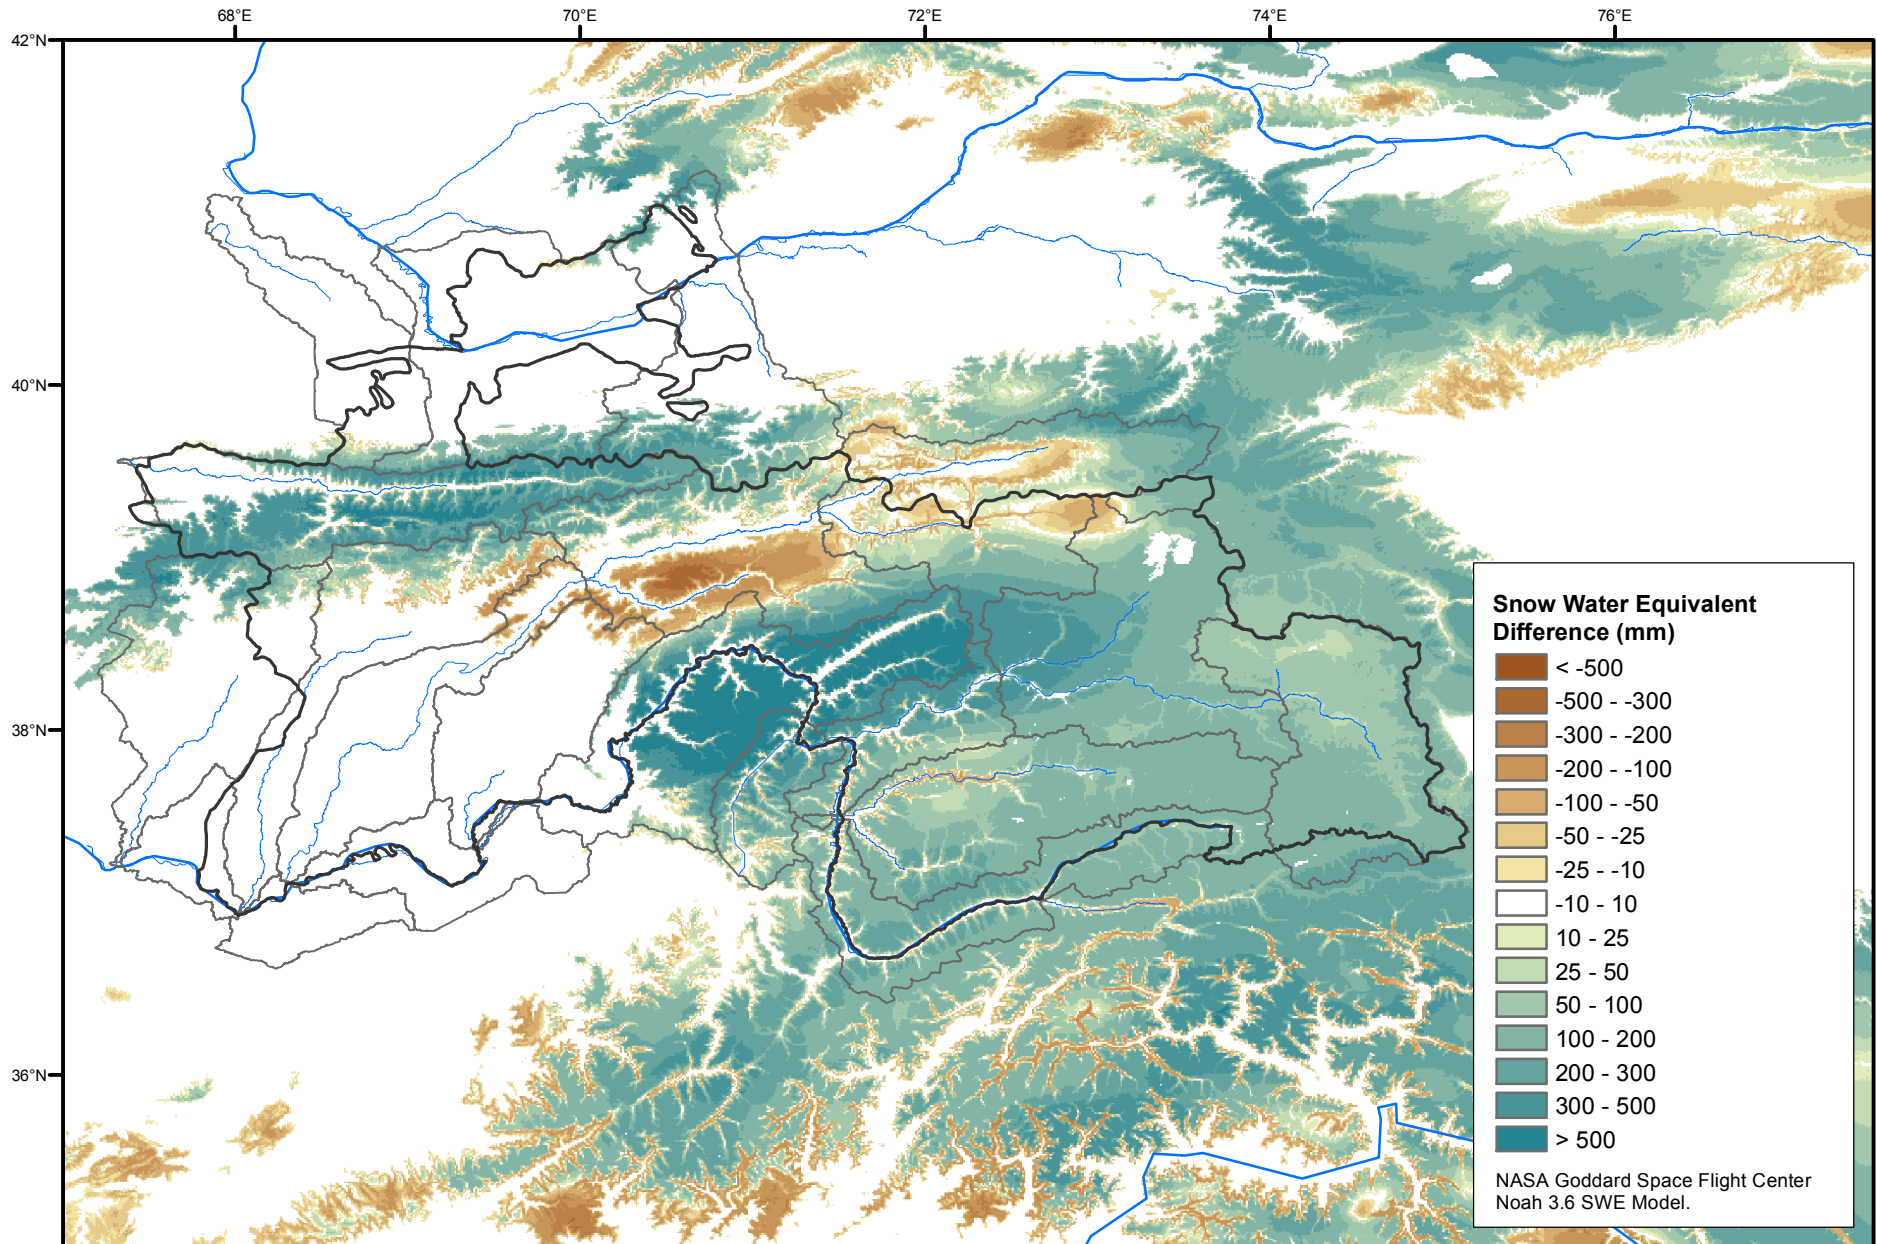 68°E
70°E
72°E
74°E
76°E
42°N
40°N
38°N
36°N
Snow Water Equivalent
Difference (mm)
< -500
-500 - -300
-300 - -200
-200 - -100
-100 - -50
-50 - -25
-25 - -10
-10 - 10
10 - 25
25 - 50
50 - 100
100 - 200
200 - 300
300 - 500
> 500
NASA Goddard Space Flight Center
Noah 3.6 SWE Model.